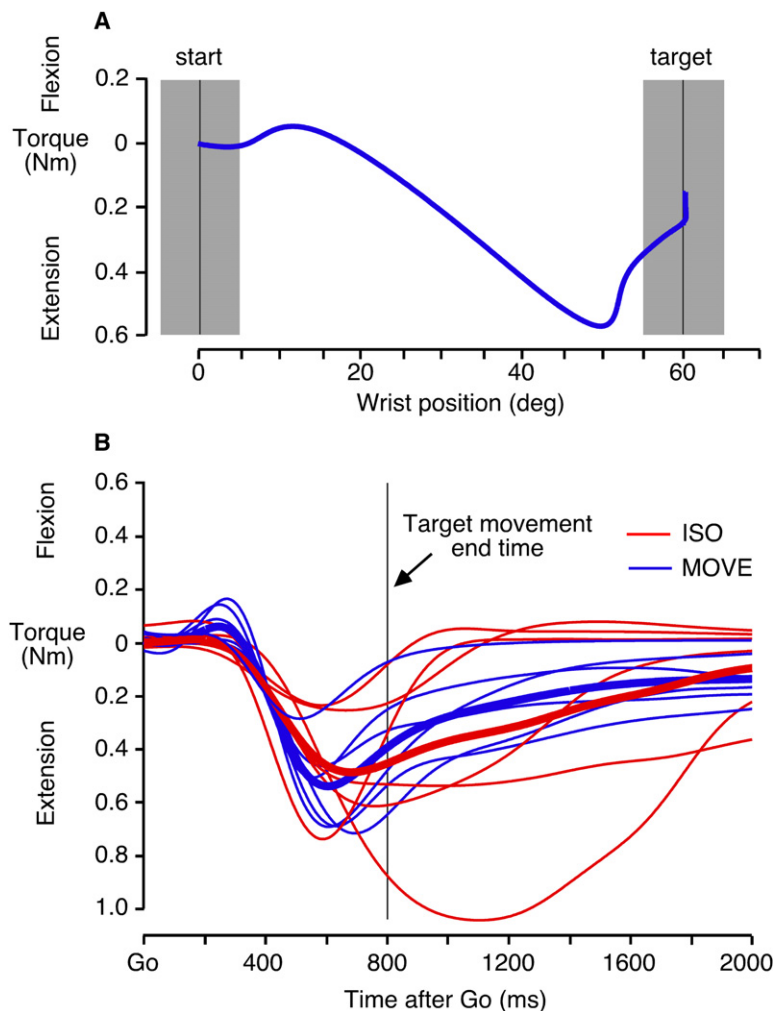 A
start
target
Flexion
0.2
Torque
(Nm)
0
0.2
Extension
0.4
0.6
0
20
40
60
Wrist position (deg)
B
Flexion
0.6
0.4
0.2
Target movement
end time
ISO
MOVE
Torque
(Nm)
0
0.2
Extension
0.4
0.6
0.8
1.0
Go
400
800
1200
1600
2000
Time after Go (ms)